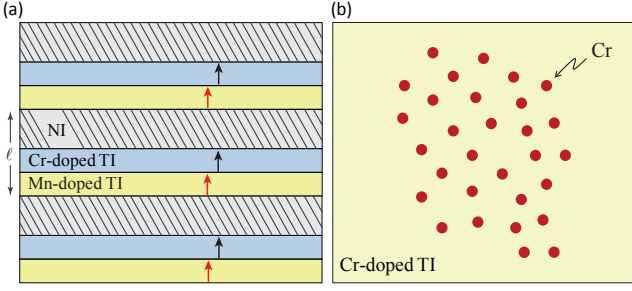 (a)
NI
ℓ
Cr-doped TI
Mn-doped TI
(b)
Cr
Cr-doped TI